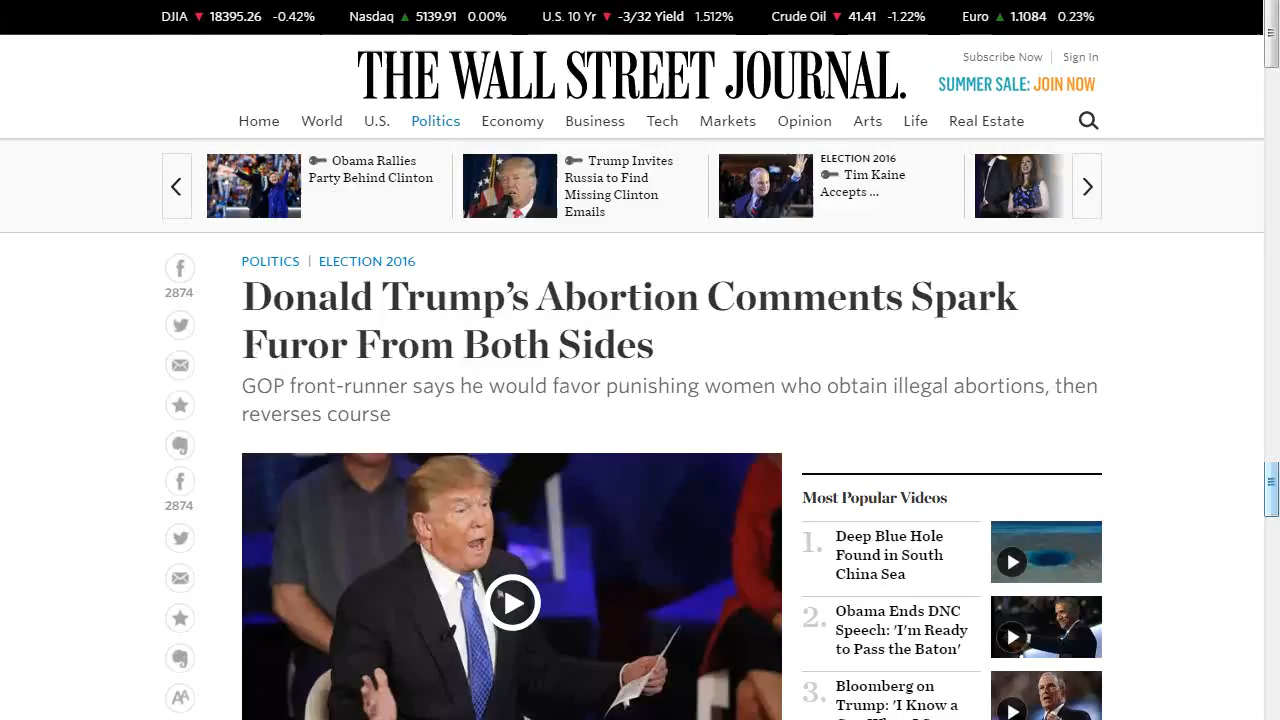 DJIA ▼ 18395.26 -0.42% Nasdaq ▲ 5139.91 0.00% U.S. 10 Yr ▼ -3/32 Yield 1.512% Crude Oil ▼ 41.41 -1.22% Euro ▲ 1.1084 0.23%
Subscribe Now | Sign In
THE WALL STREET JOURNAL.
SUMMER SALE: JOIN NOW
Home World U.S. Politics Economy Business Tech Markets Opinion Arts Life Real Estate
Obama Rallies
Party Behind Clinton
Trump Invites
Russia to Find
Missing Clinton
Emails
ELECTION 2016
Tim Kaine
Accepts ...
POLITICS | ELECTION 2016
Donald Trump's Abortion Comments Spark
Furor From Both Sides
GOP front-runner says he would favor punishing women who obtain illegal abortions, then
reverses course
2874
2874
AA
Most Popular Videos
1. Deep Blue Hole
Found in South
China Sea
2. Obama Ends DNC
Speech: 'I'm Ready
to Pass the Baton'
3. Bloomberg on
Trump: 'I Know a